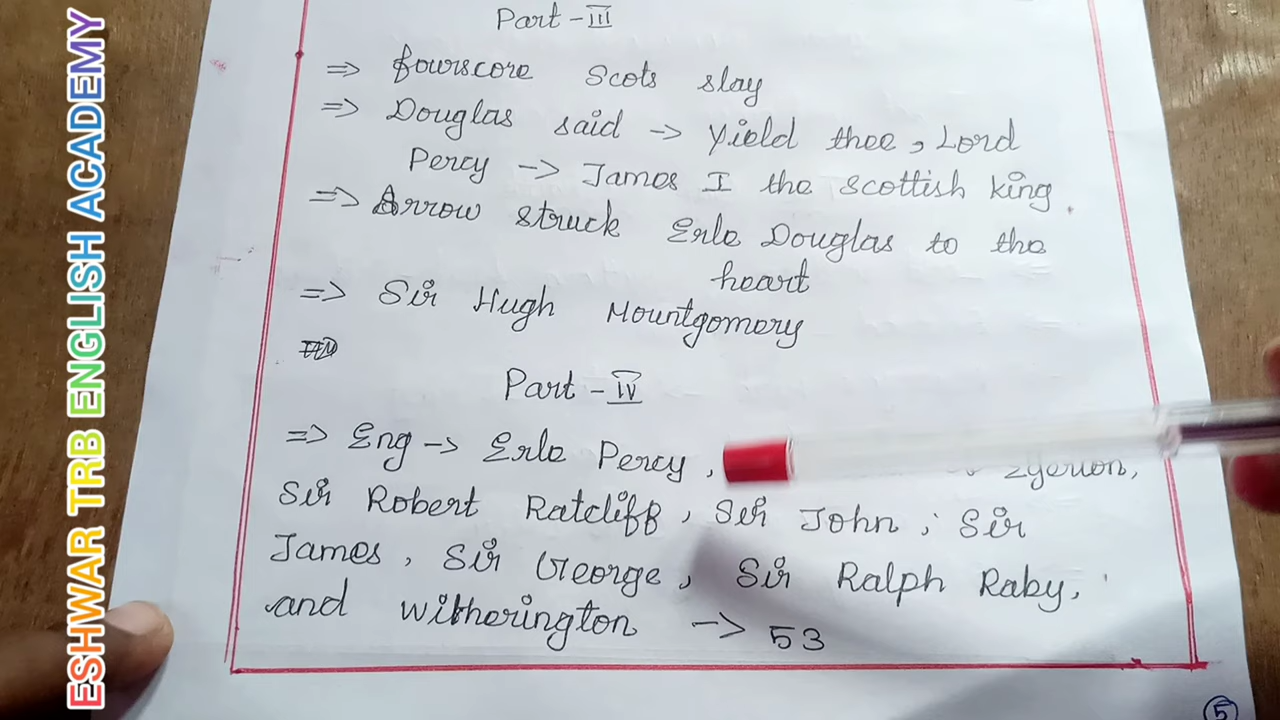 ESHWAR TRB ENGLISH ACADEMY
Part - III
⇒ fourscore Scots slay
⇒ Douglas said → Yield thee, Lord
Percy → James I the Scottish King.
⇒ Arrow struck Erle Douglas to the
heart
⇒ Sir Hugh Mountgomery
Part - IV
⇒ Eng → Erle Percy, Egerton,
Sir Robert Ratcliff, Sir John, Sir
James, Sir George, Sir Ralph Raby,
and Witherington → 53
5